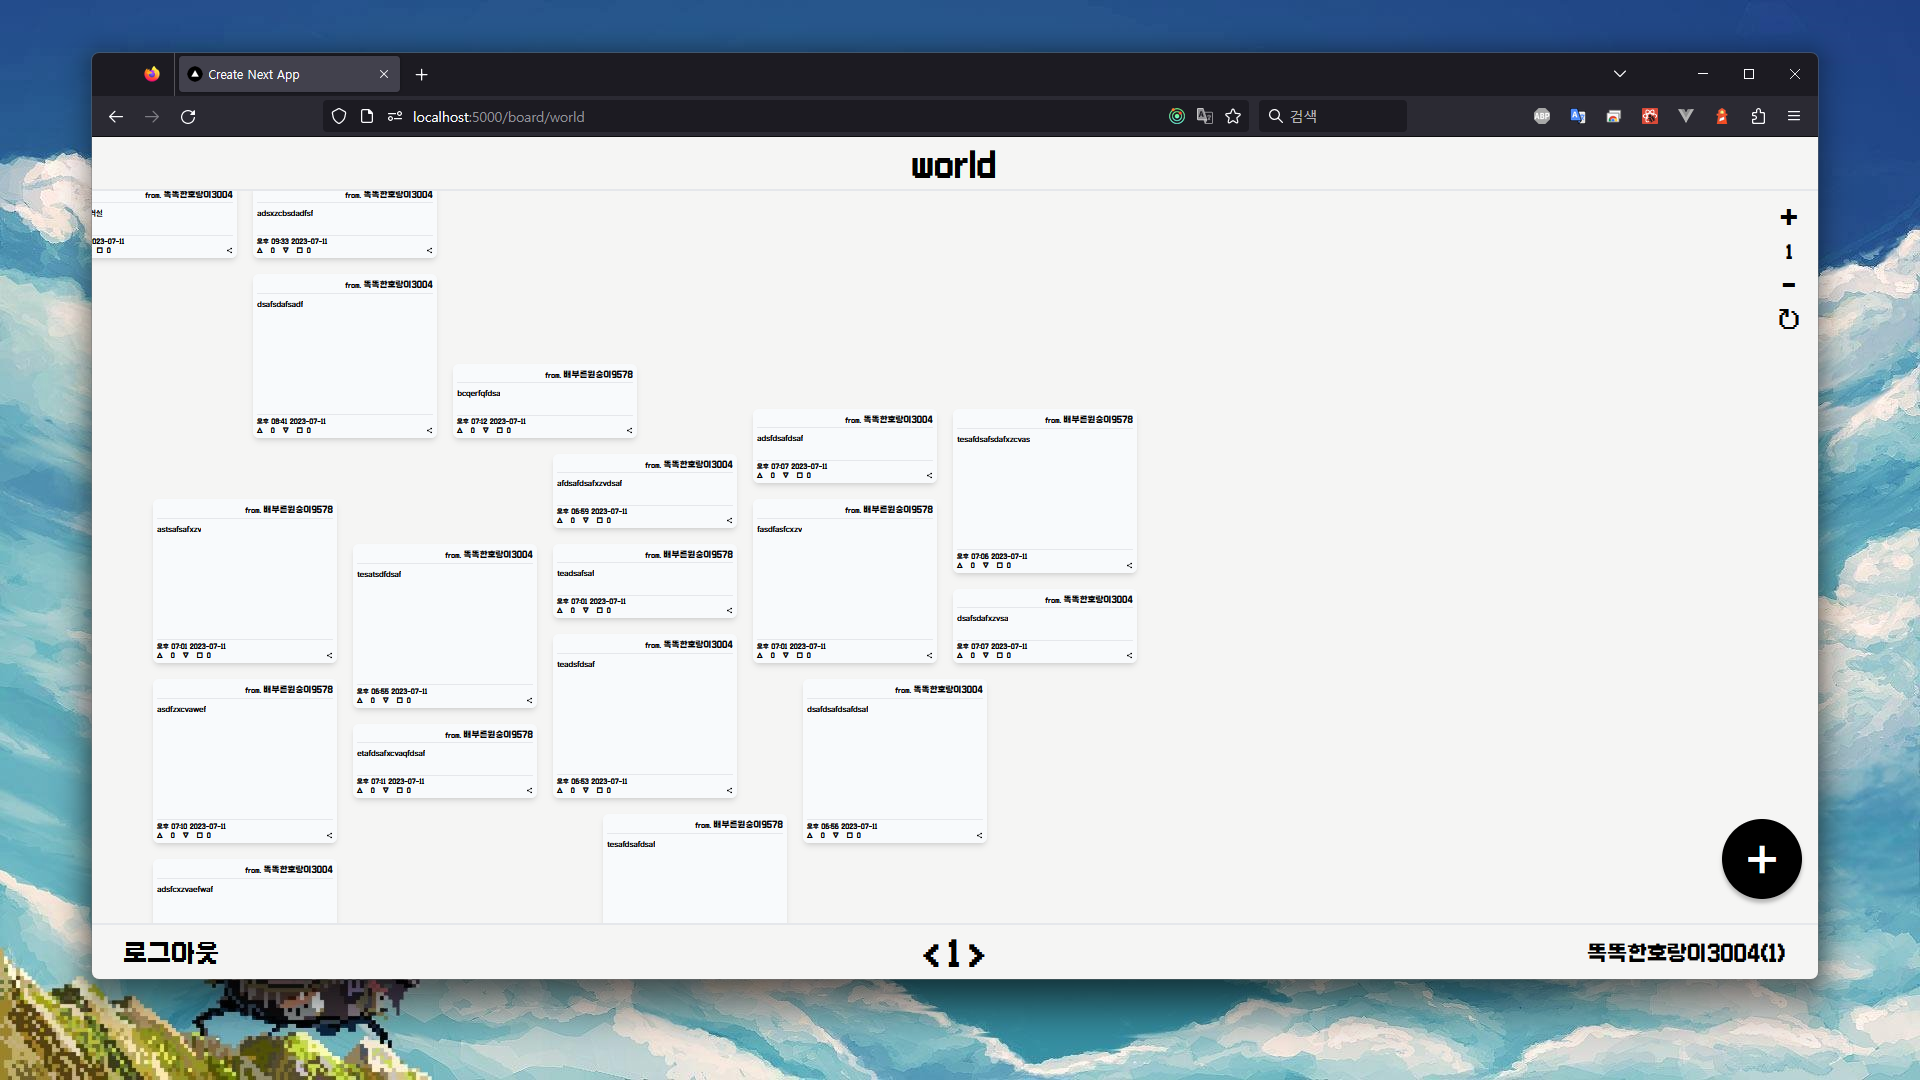 Create Next App
localhost:5000/board/world
검색
ABP
world
from. 똑똑한호랑이3004
2023-07-11
0
from. 똑똑한호랑이3004
adsxzcbsdadfsf
오후 09:33 2023-07-11
0 0
from. 똑똑한호랑이3004
dsafsdafsadf
오후 08:41 2023-07-11
0 0
from. 배부른원숭이9578
bcqerfqfdsa
오후 07:12 2023-07-11
0 0
from. 똑똑한호랑이3004
adsfdsafdsaf
오후 07:07 2023-07-11
0 0
from. 배부른원숭이9578
tesafdsafsdafxzcvas
오후 07:06 2023-07-11
0 0
from. 똑똑한호랑이3004
afdsafdsafxzvdsaf
오후 06:59 2023-07-11
0 0
from. 배부른원숭이9578
astsafsafxzv
오후 07:01 2023-07-11
0 0
from. 배부른원숭이9578
fasdfasfcxzv
오후 07:01 2023-07-11
0 0
from. 똑똑한호랑이3004
tesatsdfdsaf
오후 06:55 2023-07-11
0 0
from. 배부른원숭이9578
teadsafsaf
오후 07:01 2023-07-11
0 0
from. 똑똑한호랑이3004
dsafsdafxzvsa
오후 07:07 2023-07-11
0 0
from. 똑똑한호랑이3004
teadsfdsaf
오후 06:53 2023-07-11
0 0
from. 배부른원숭이9578
asdfzxcvawef
오후 07:10 2023-07-11
0 0
from. 똑똑한호랑이3004
dsafdsafdsafdsaf
오후 06:56 2023-07-11
0 0
from. 배부른원숭이9578
etafdsafxcvaqfdsaf
오후 07:11 2023-07-11
0 0
from. 배부른원숭이9578
tesafdsafdsaf
from. 똑똑한호랑이3004
adsfcxzvaefwaf
+
1
-
↻
+
로그아웃
< 1 >
똑똑한호랑이3004(1)